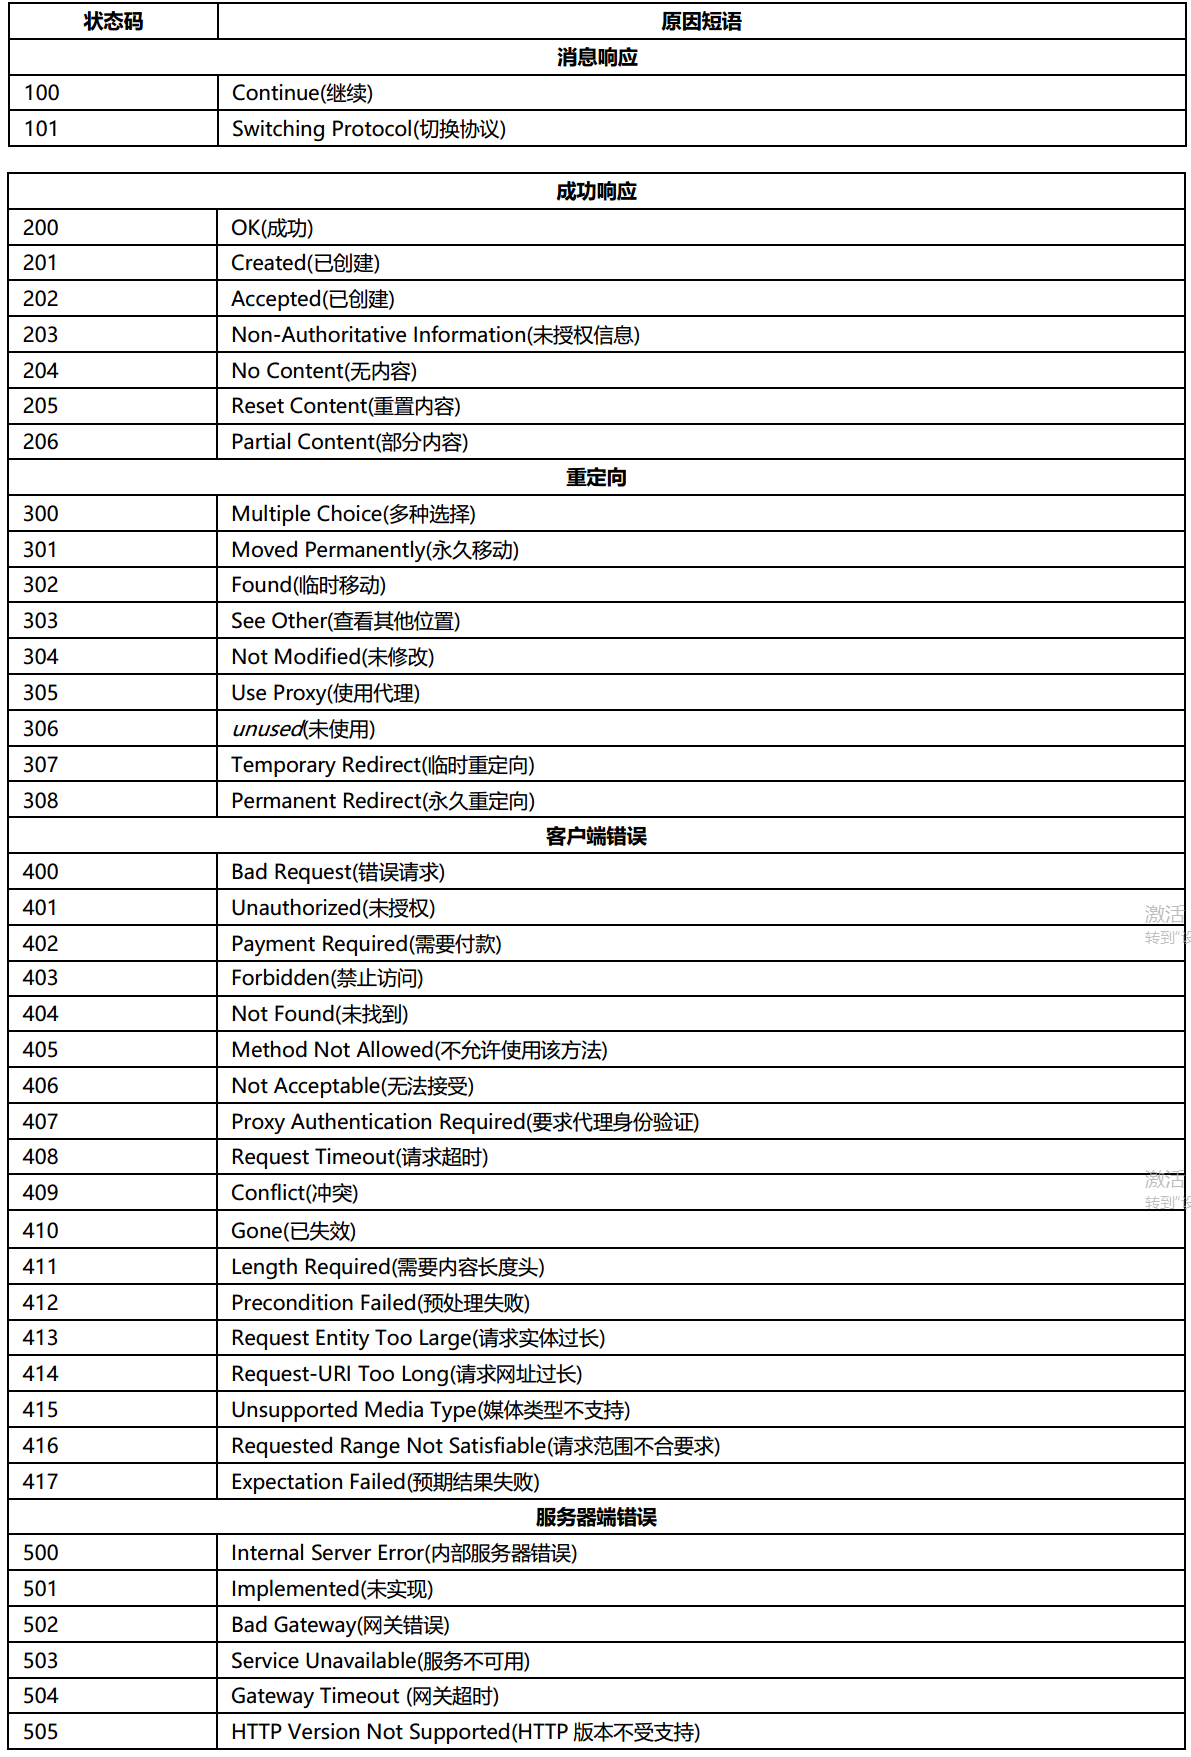 状态码 原因短语
消息响应
100 Continue(继续)
101 Switching Protocol(切换协议)
成功响应
200 OK(成功)
201 Created(已创建)
202 Accepted(已创建)
203 Non-Authoritative Information(未授权信息)
204 No Content(无内容)
205 Reset Content(重置内容)
206 Partial Content(部分内容)
重定向
300 Multiple Choice(多种选择)
301 Moved Permanently(永久移动)
302 Found(临时移动)
303 See Other(查看其他位置)
304 Not Modified(未修改)
305 Use Proxy(使用代理)
306 unused(未使用)
307 Temporary Redirect(临时重定向)
308 Permanent Redirect(永久重定向)
客户端错误
400 Bad Request(错误请求)
401 Unauthorized(未授权)
激活
402 Payment Required(需要付款)
转到"设
403 Forbidden(禁止访问)
404 Not Found(未找到)
405 Method Not Allowed(不允许使用该方法)
406 Not Acceptable(无法接受)
407 Proxy Authentication Required(要求代理身份验证)
408 Request Timeout(请求超时)
激活
409 Conflict(冲突)
转到"设
410 Gone(已失效)
411 Length Required(需要内容长度头)
412 Precondition Failed(预处理失败)
413 Request Entity Too Large(请求实体过长)
414 Request-URI Too Long(请求网址过长)
415 Unsupported Media Type(媒体类型不支持)
416 Requested Range Not Satisfiable(请求范围不合要求)
417 Expectation Failed(预期结果失败)
服务器端错误
500 Internal Server Error(内部服务器错误)
501 Implemented(未实现)
502 Bad Gateway(网关错误)
503 Service Unavailable(服务不可用)
504 Gateway Timeout (网关超时)
505 HTTP Version Not Supported(HTTP 版本不受支持)